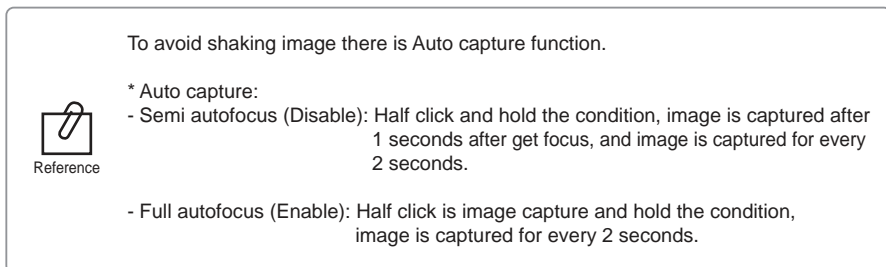 To avoid shaking image there is Auto capture function.
* Auto capture:
- Semi autofocus (Disable): Half click and hold the condition, image is captured after
1 seconds after get focus, and image is captured for every
2 seconds.
Reference
- Full autofocus (Enable): Half click is image capture and hold the condition,
image is captured for every 2 seconds.